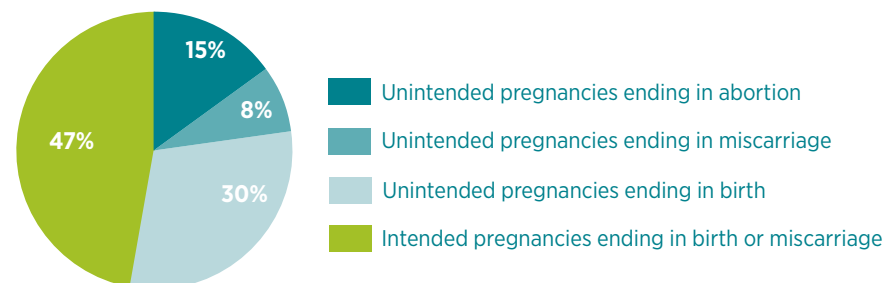 15%
8%
47%
30%
Unintended pregnancies ending in abortion
Unintended pregnancies ending in miscarriage
Unintended pregnancies ending in birth
Intended pregnancies ending in birth or miscarriage